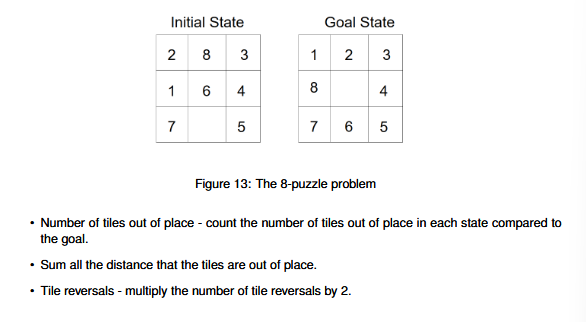 Initial State Goal State
2 8 3 1 2 3
1 6 4 8 4
7 5 7 6 5
Figure 13: The 8-puzzle problem
• Number of tiles out of place - count the number of tiles out of place in each state compared to
the goal.
• Sum all the distance that the tiles are out of place.
• Tile reversals - multiply the number of tile reversals by 2.